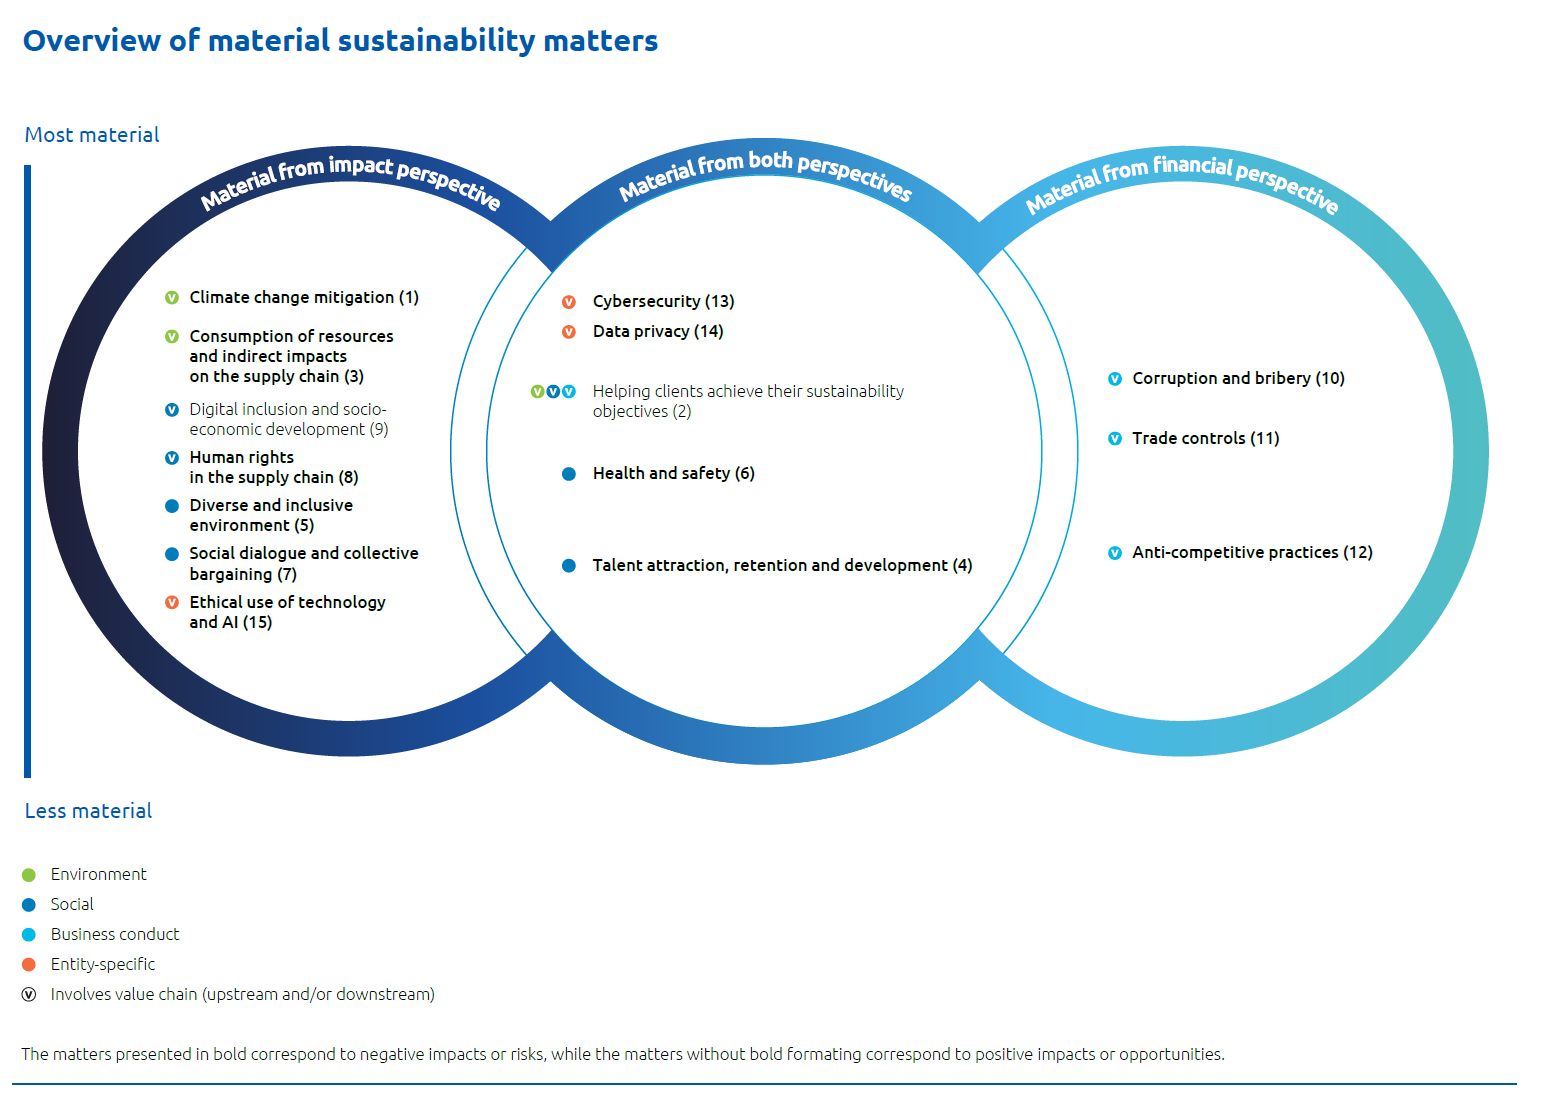 Overview of material sustainability matters
Most material
Material from impact perspective
Material from both perspectives
Material from financial perspective
V Climate change mitigation (1)
V Consumption of resources
and indirect impacts
on the supply chain (3)
V Digital inclusion and socio-
economic development (9)
V Human rights
in the supply chain (8)
Diverse and inclusive
environment (5)
Social dialogue and collective
bargaining (7)
V Ethical use of technology
and AI (15)
V Cybersecurity (13)
V Data privacy (14)
V V V Helping clients achieve their sustainability
objectives (2)
Health and safety (6)
Talent attraction, retention and development (4)
V Corruption and bribery (10)
V Trade controls (11)
V Anti-competitive practices (12)
Less material
Environment
Social
Business conduct
Entity-specific
V Involves value chain (upstream and/or downstream)
The matters presented in bold correspond to negative impacts or risks, while the matters without bold formating correspond to positive impacts or opportunities.